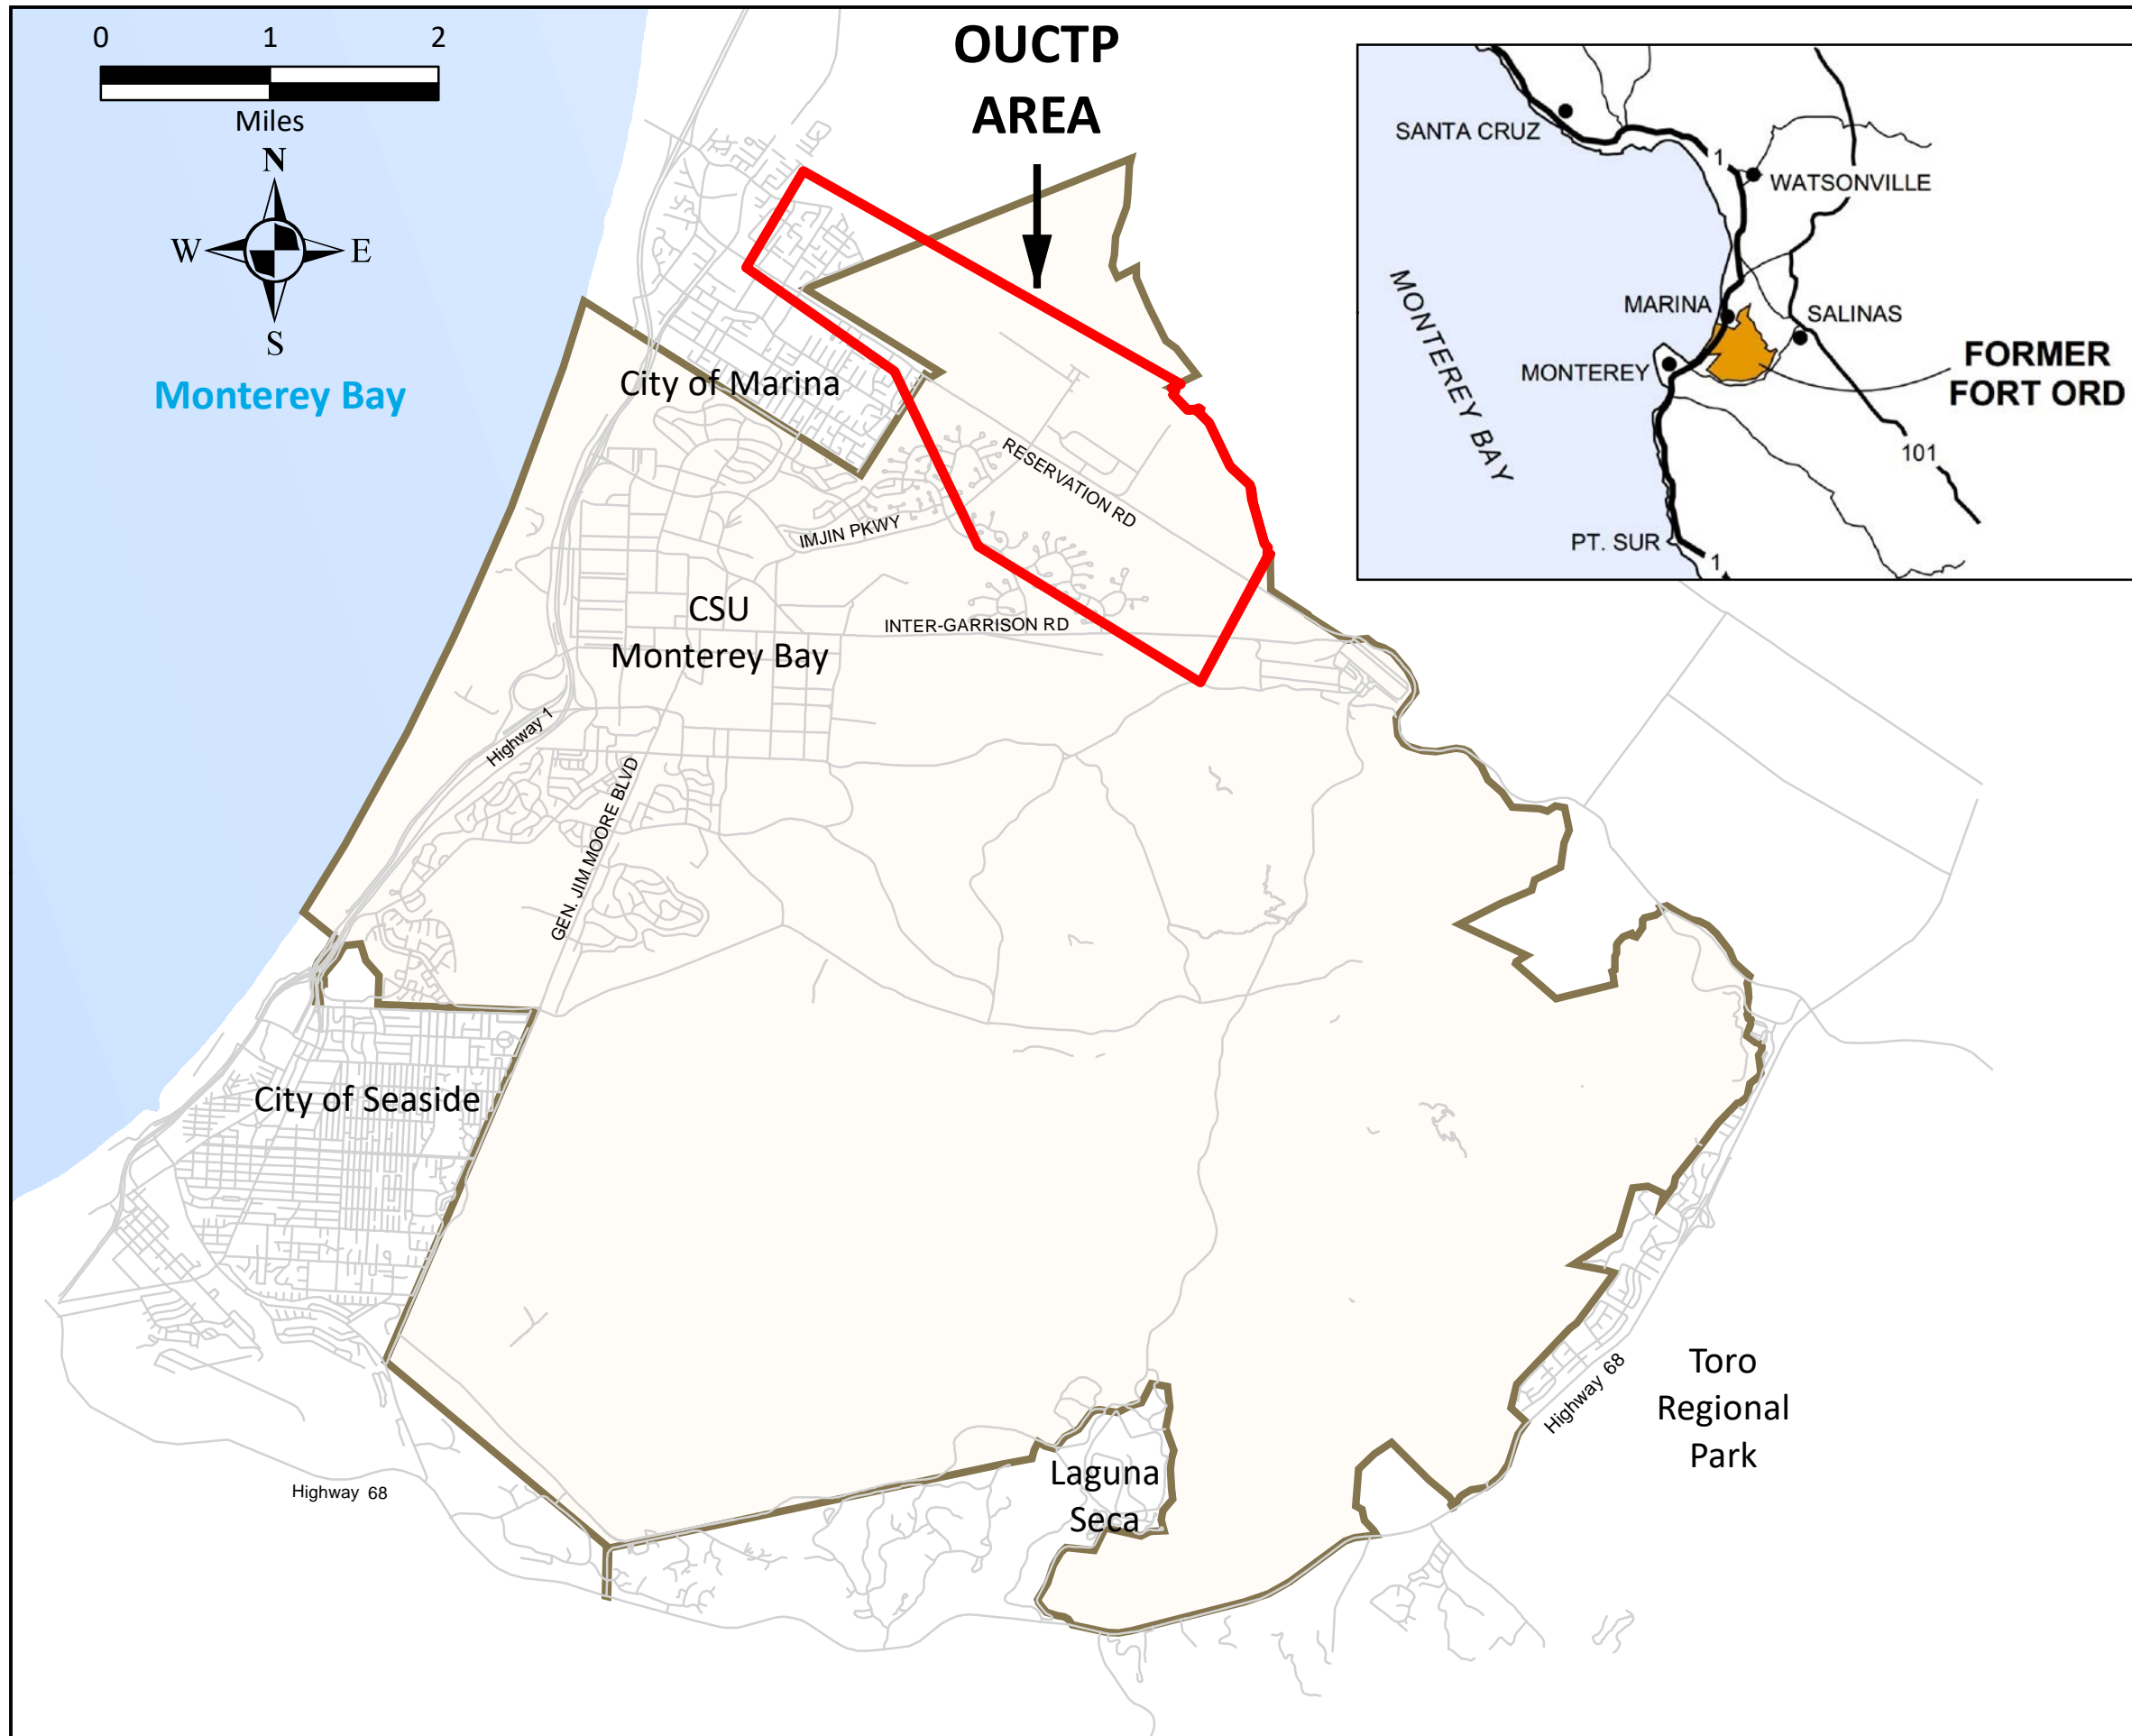 0 1 2
Miles
N
W E
S
Monterey Bay
OUCTP
AREA
SANTA CRUZ
1
WATSONVILLE
MARINA
SALINAS
MONTEREY
FORMER
FORT ORD
MONTEREY BAY
101
PT. SUR
1
City of Marina
RESERVATION RD
IMJIN PKWY
CSU
Monterey Bay
INTER-GARRISON RD
Highway 1
GEN. JIM MOORE BLVD
City of Seaside
Toro
Regional
Park
Highway 68
Laguna
Seca
Highway 68